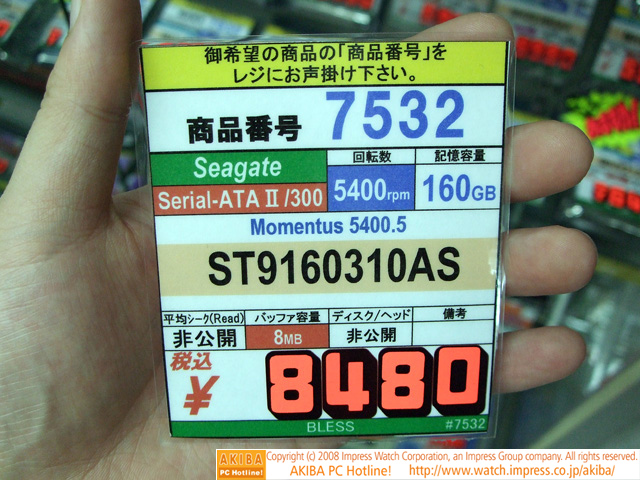 御希望の商品の「商品番号」を
レジにお声掛け下さい。
商品番号 7532
Seagate 回転数 記憶容量
Serial-ATA II /300 5400rpm 160GB
Momentus 5400.5
ST9160310AS
平均シーク(Read) バッファ容量 ディスク/ヘッド 備考
非公開 8MB 非公開
税込
¥ 8480
BLESS #7532
AKIBA PC Hotline! Copyright (c) 2008 Impress Watch Corporation, an Impress Group company. All rights reserved.
AKIBA PC Hotline! http://www.watch.impress.co.jp/akiba/